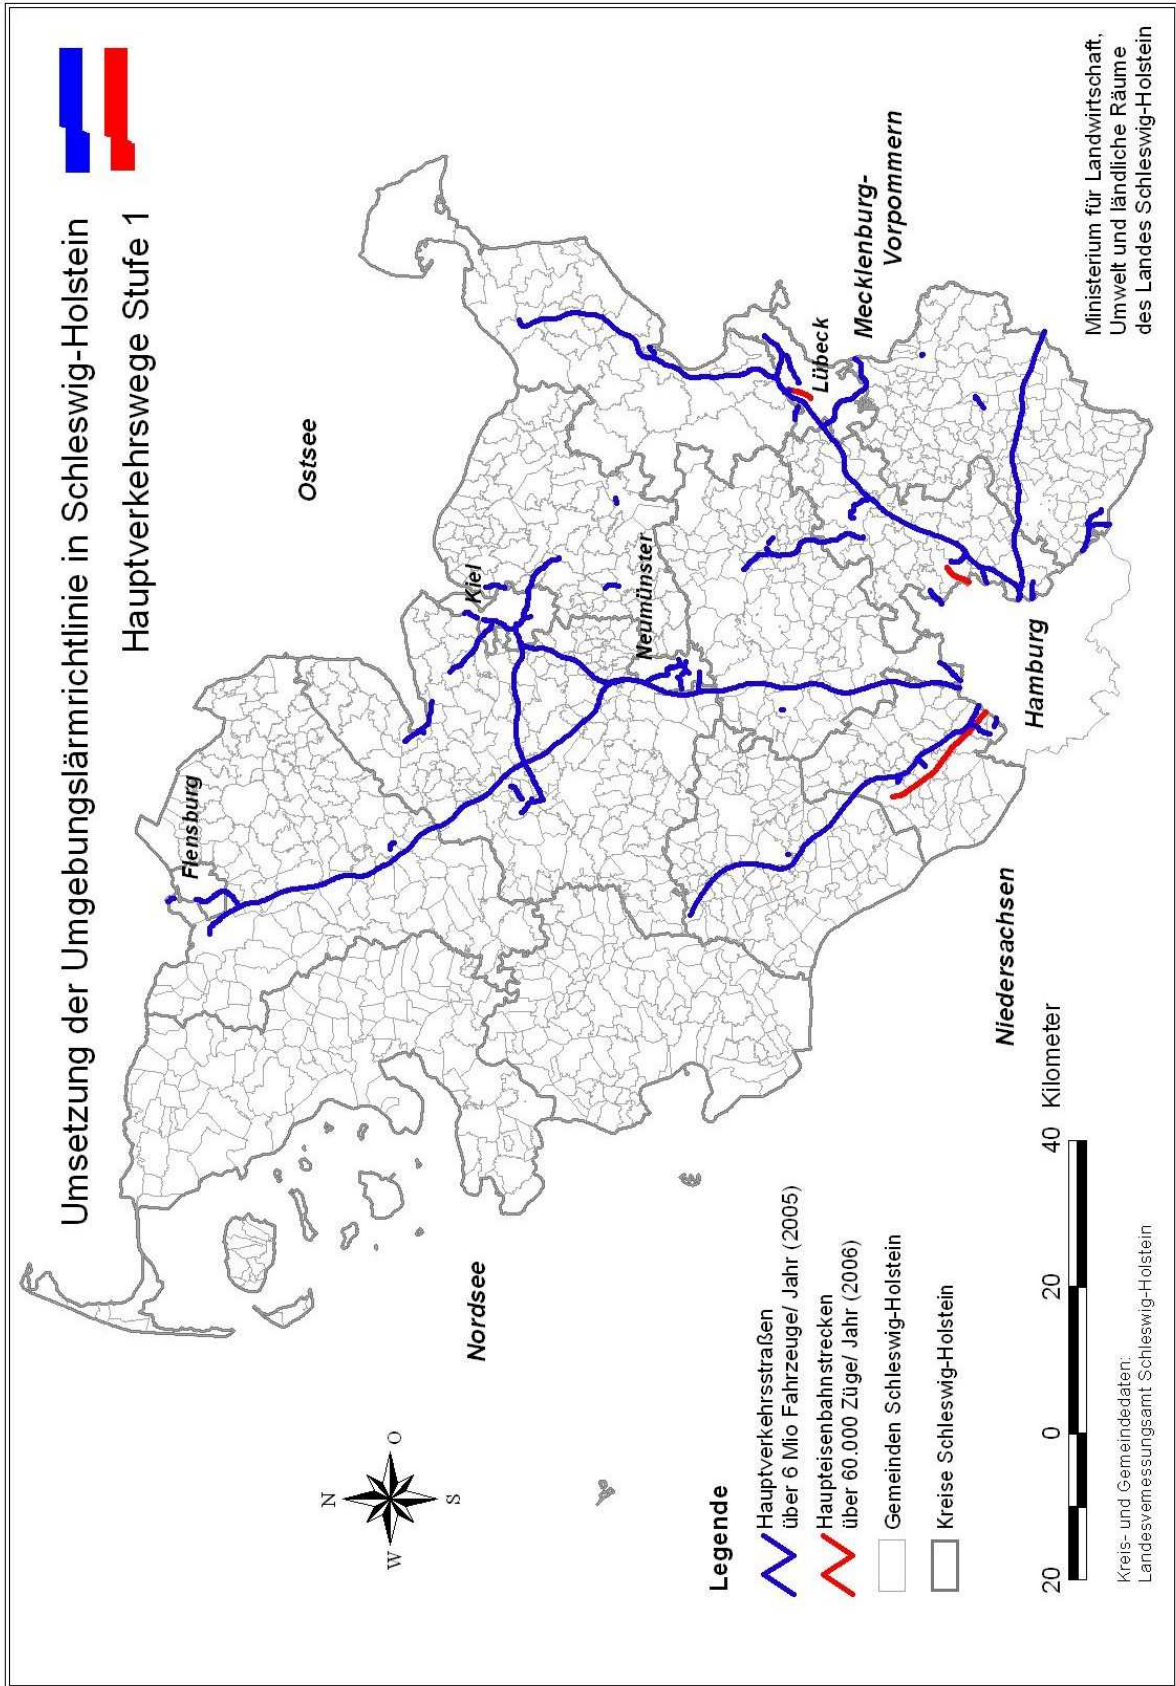 Umsetzung der Umgebungslärmrichtlinie in Schleswig-Holstein
Hauptverkehrswege Stufe 1
Ostsee
Flensburg
Kiel
Neumünster
Lübeck
Mecklenburg-
Vorpommern
Hamburg
Niedersachsen
Nordsee
N
W
O
S
Legende
Hauptverkehrsstraßen
über 6 Mio Fahrzeuge/ Jahr (2005)
Haupteisenbahnstrecken
über 60.000 Züge/ Jahr (2006)
Gemeinden Schleswig-Holstein
Kreise Schleswig-Holstein
20 0 20 40 Kilometer
Kreis- und Gemeindedaten:
Landesvemessungsamt Schleswig-Holstein
Ministerium für Landwirtschaft,
Umwelt und ländliche Räume
des Landes Schleswig-Holstein